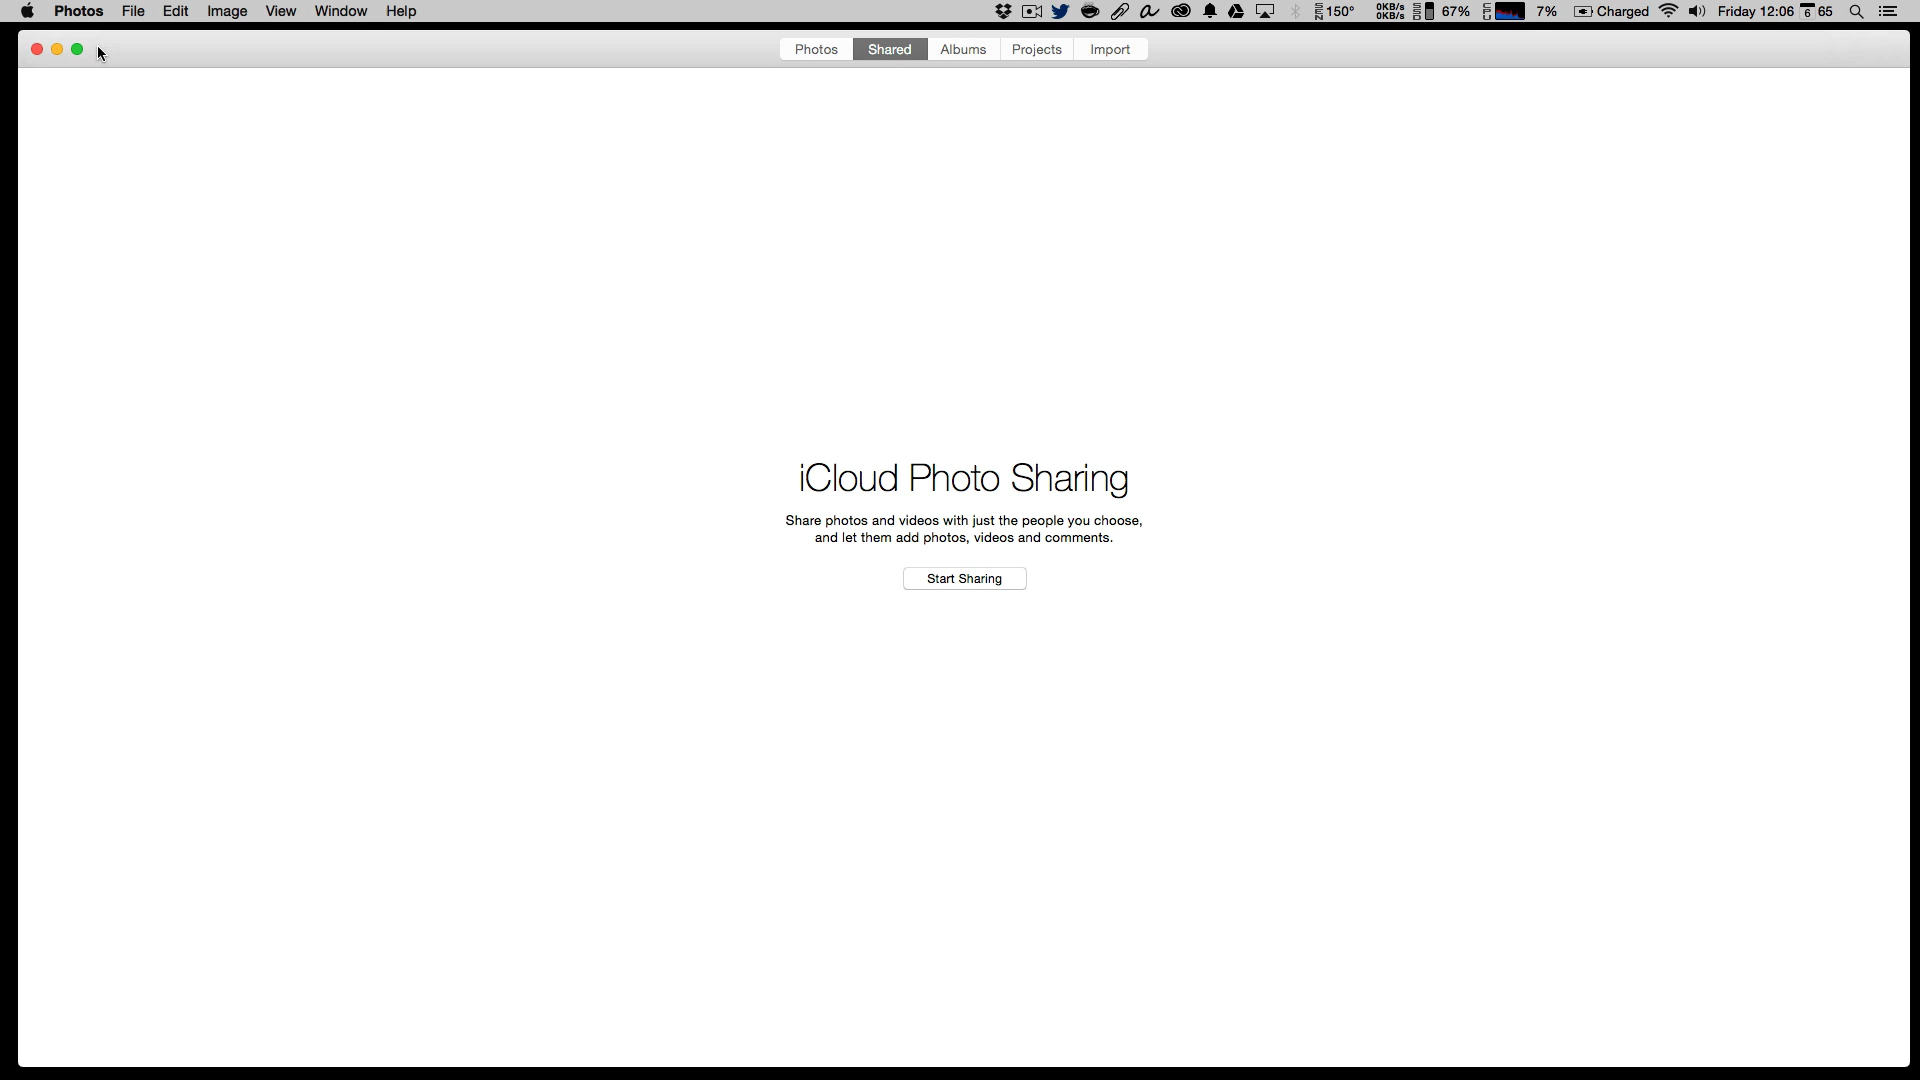 Photos File Edit Image View Window Help 150° 0KB/s 0KB/s 67% 7% Charged Friday 12:06 6 65
Photos Shared Albums Projects Import
iCloud Photo Sharing
Share photos and videos with just the people you choose,
and let them add photos, videos and comments.
Start Sharing